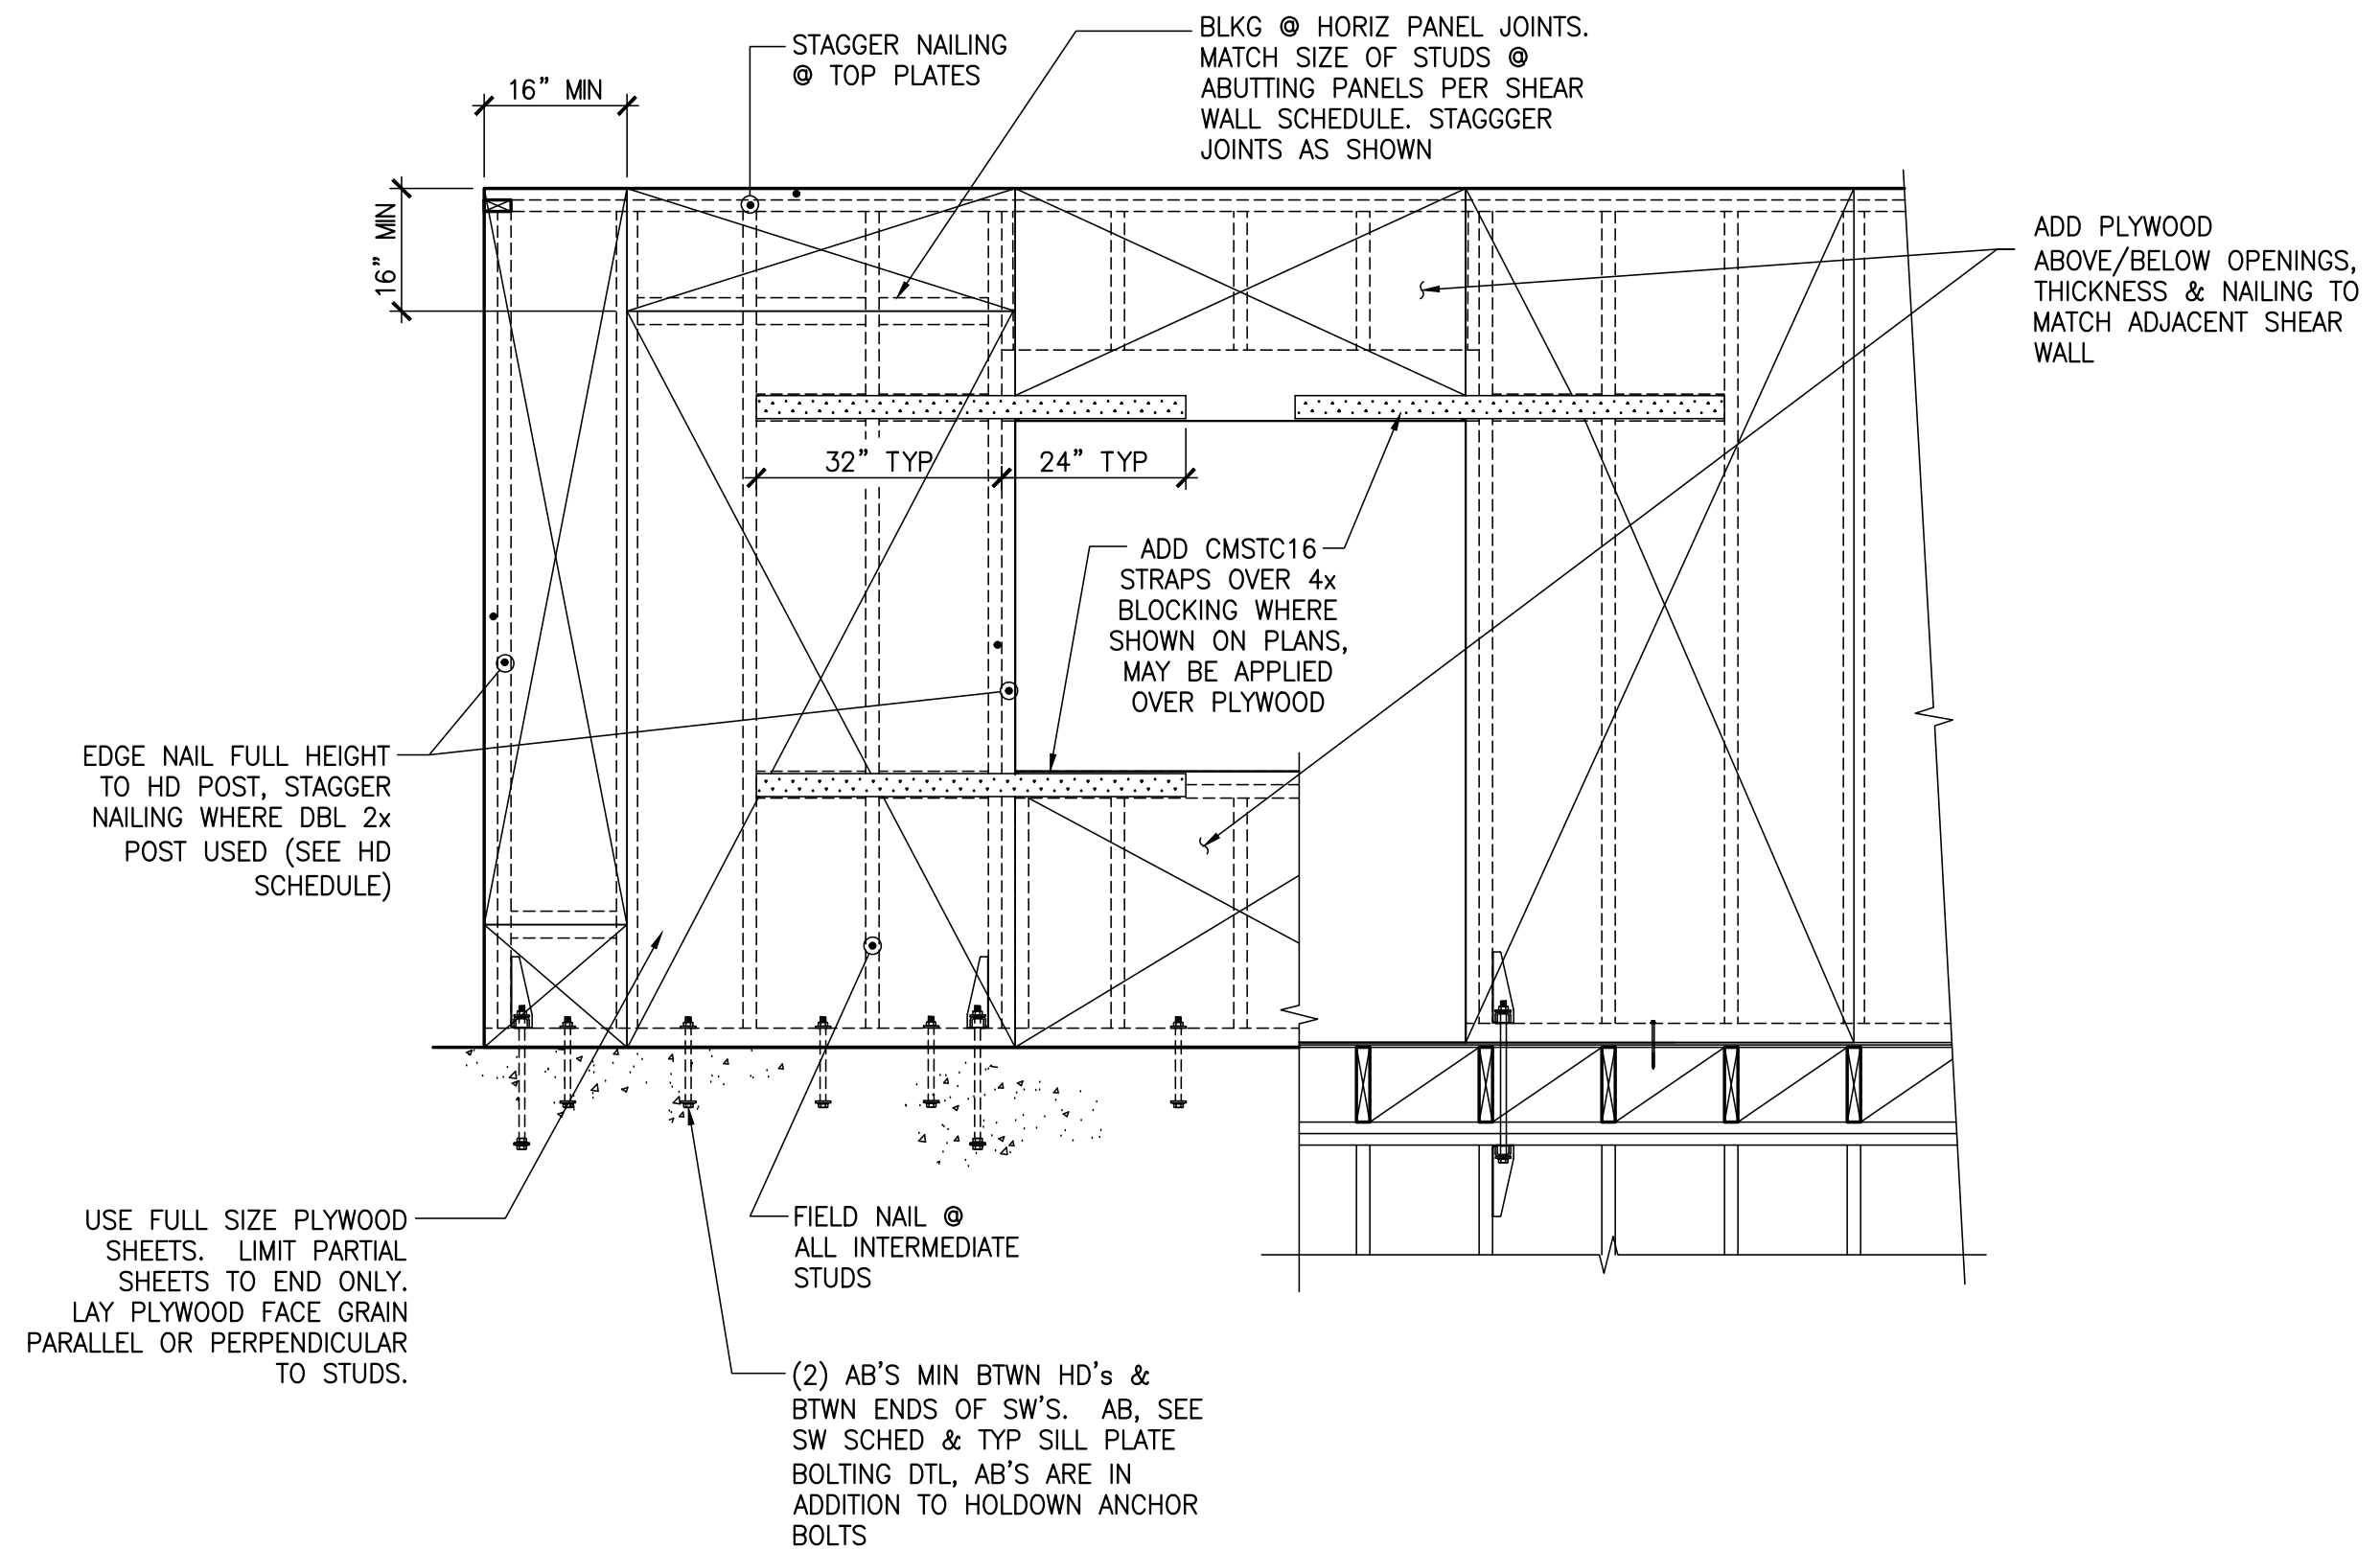 STAGGER NAILING
@ TOP PLATES
BLKG @ HORIZ PANEL JOINTS.
MATCH SIZE OF STUDS @
ABUTTING PANELS PER SHEAR
WALL SCHEDULE. STAGGGER
JOINTS AS SHOWN
16” MIN
16” MIN
ADD PLYWOOD
ABOVE/BELOW OPENINGS,
THICKNESS & NAILING TO
MATCH ADJACENT SHEAR
WALL
32” TYP
24” TYP
ADD CMSTC16
STRAPS OVER 4x
BLOCKING WHERE
SHOWN ON PLANS,
MAY BE APPLIED
OVER PLYWOOD
EDGE NAIL FULL HEIGHT
TO HD POST, STAGGER
NAILING WHERE DBL 2x
POST USED (SEE HD
SCHEDULE)
USE FULL SIZE PLYWOOD
SHEETS. LIMIT PARTIAL
SHEETS TO END ONLY.
LAY PLYWOOD FACE GRAIN
PARALLEL OR PERPENDICULAR
TO STUDS.
FIELD NAIL @
ALL INTERMEDIATE
STUDS
(2) AB'S MIN BTWN HD's &
BTWN ENDS OF SW'S. AB, SEE
SW SCHED & TYP SILL PLATE
BOLTING DTL, AB'S ARE IN
ADDITION TO HOLDOWN ANCHOR
BOLTS